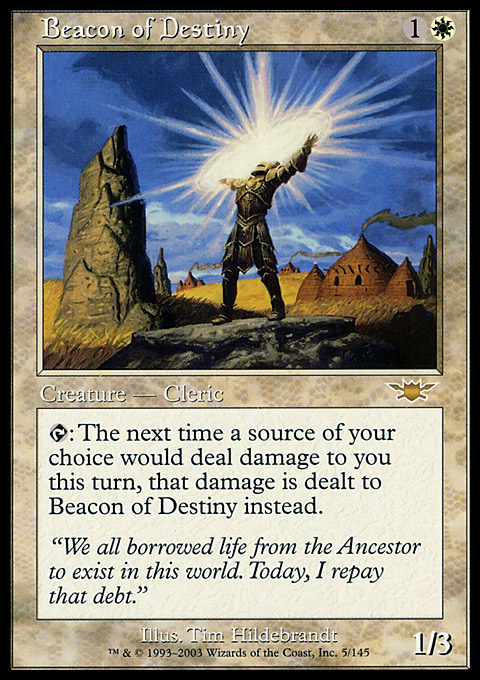 Beacon of Destiny 1
Creature — Cleric
: The next time a source of your
choice would deal damage to you
this turn, that damage is dealt to
Beacon of Destiny instead.
“We all borrowed life from the Ancestor
to exist in this world. Today, I repay
that debt.”
Illus. Tim Hildebrandt
™ & © 1993–2003 Wizards of the Coast, Inc. 5/145
1/3